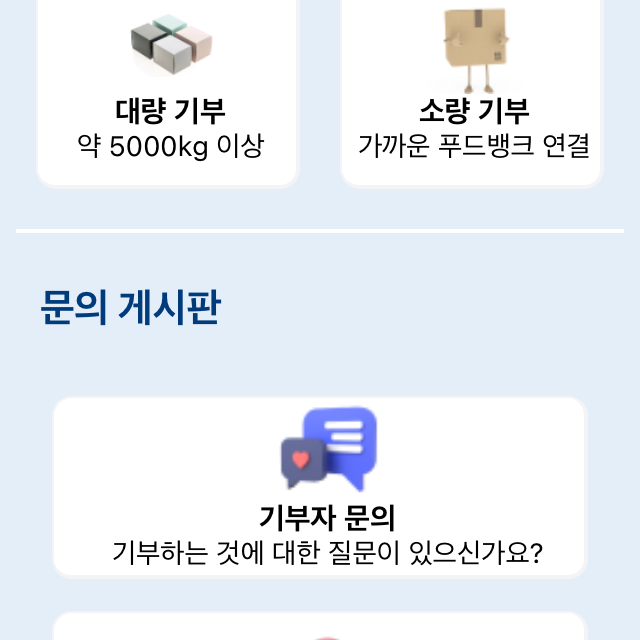 대량 기부
약 5000kg 이상
소량 기부
가까운 푸드뱅크 연결
문의 게시판
기부자 문의
기부하는 것에 대한 질문이 있으신가요?